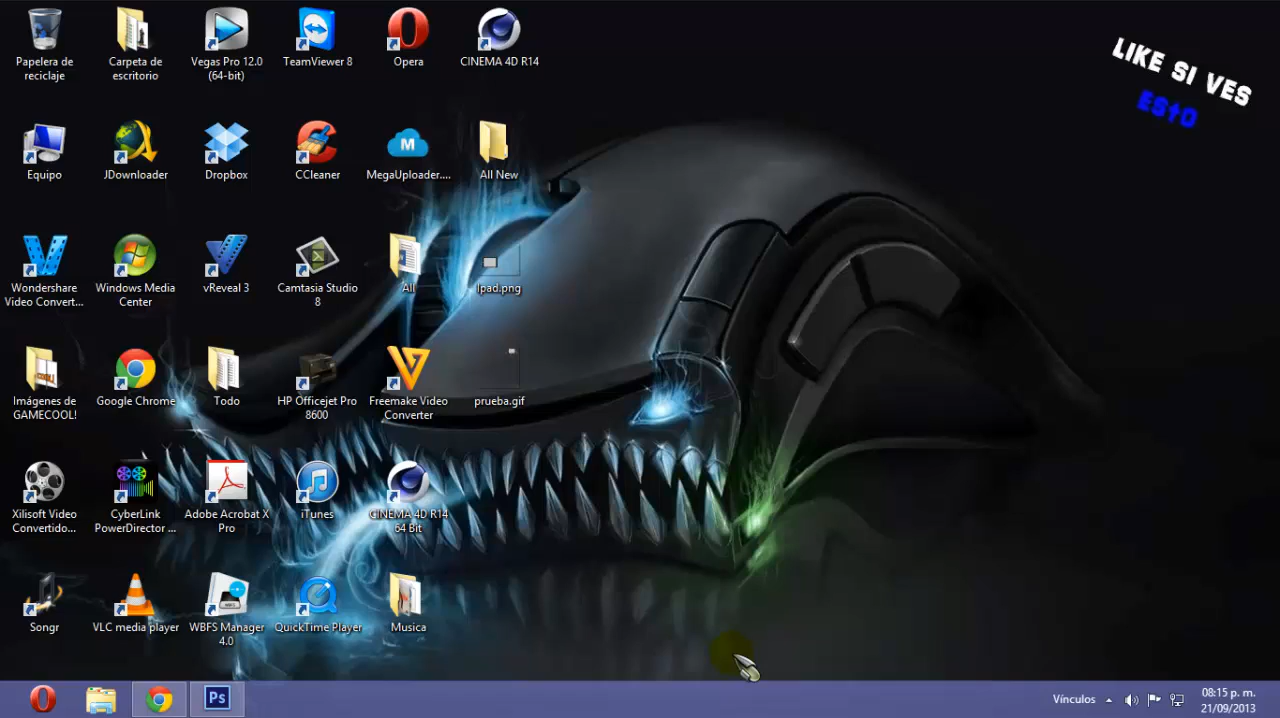 LIKE SI VES
ESTO
Papelera de
reciclaje
Carpeta de
escritorio
Vegas Pro 12.0
(64-bit)
TeamViewer 8
Opera
CINEMA 4D R14
Equipo
JDownloader
Dropbox
CCleaner
M
MegaUploader....
All New
Wondershare
Video Convert...
Windows Media
Center
vReveal 3
Camtasia Studio
8
All
Ipad.png
Imágenes de
GAMECOOL!
Google Chrome
Todo
HP Officejet Pro
8600
Freemake Video
Converter
prueba.gif
Xilisoft Video
Convertido...
CyberLink
PowerDirector ...
Adobe Acrobat X
Pro
iTunes
CINEMA 4D R14
64 Bit
Songr
VLC media player
WBFS Manager
4.0
QuickTime Player
Musica
Ps
Vínculos
08:15 p. m.
21/09/2013